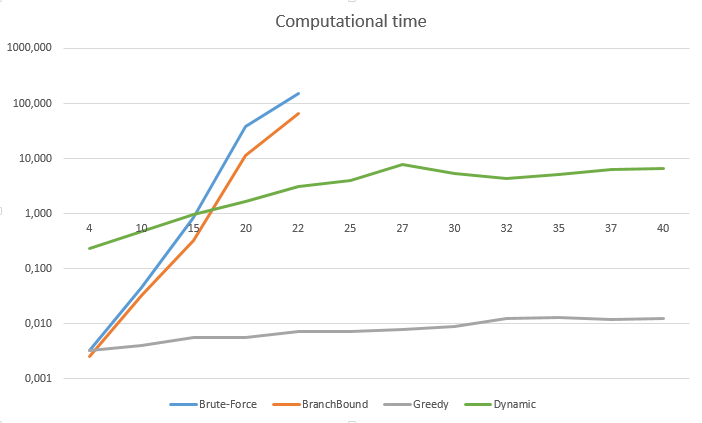 Computational time
1000,000
100,000
10,000
1,000
4 10 15 20 22 25 27 30 32 35 37 40
0,100
0,010
0,001
Brute-Force BranchBound Greedy Dynamic